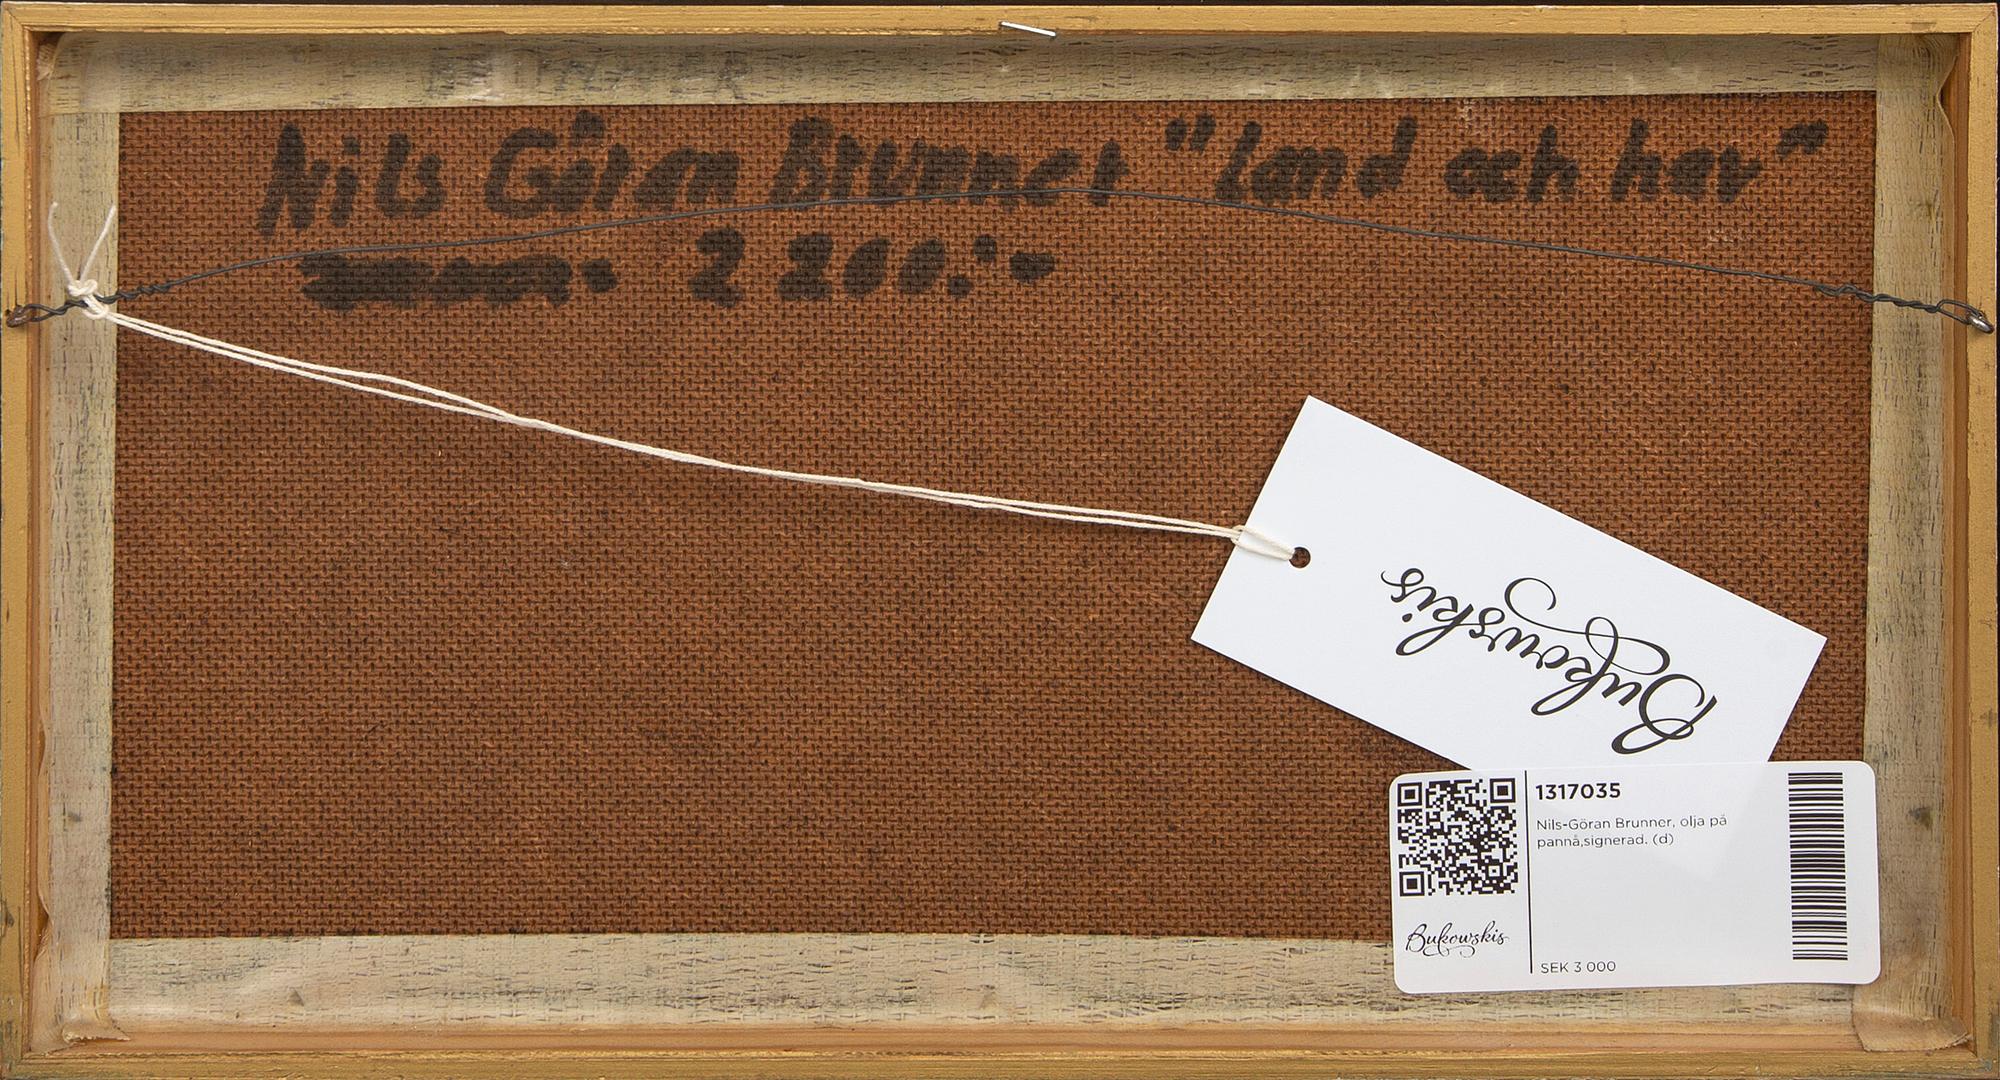 Nils Göran Brunner "land och hav"
2 200:-
Bukowskis
1317035
Nils-Göran Brunner, olja på
pannå,signerad. (d)
Bukowskis
SEK 3 000